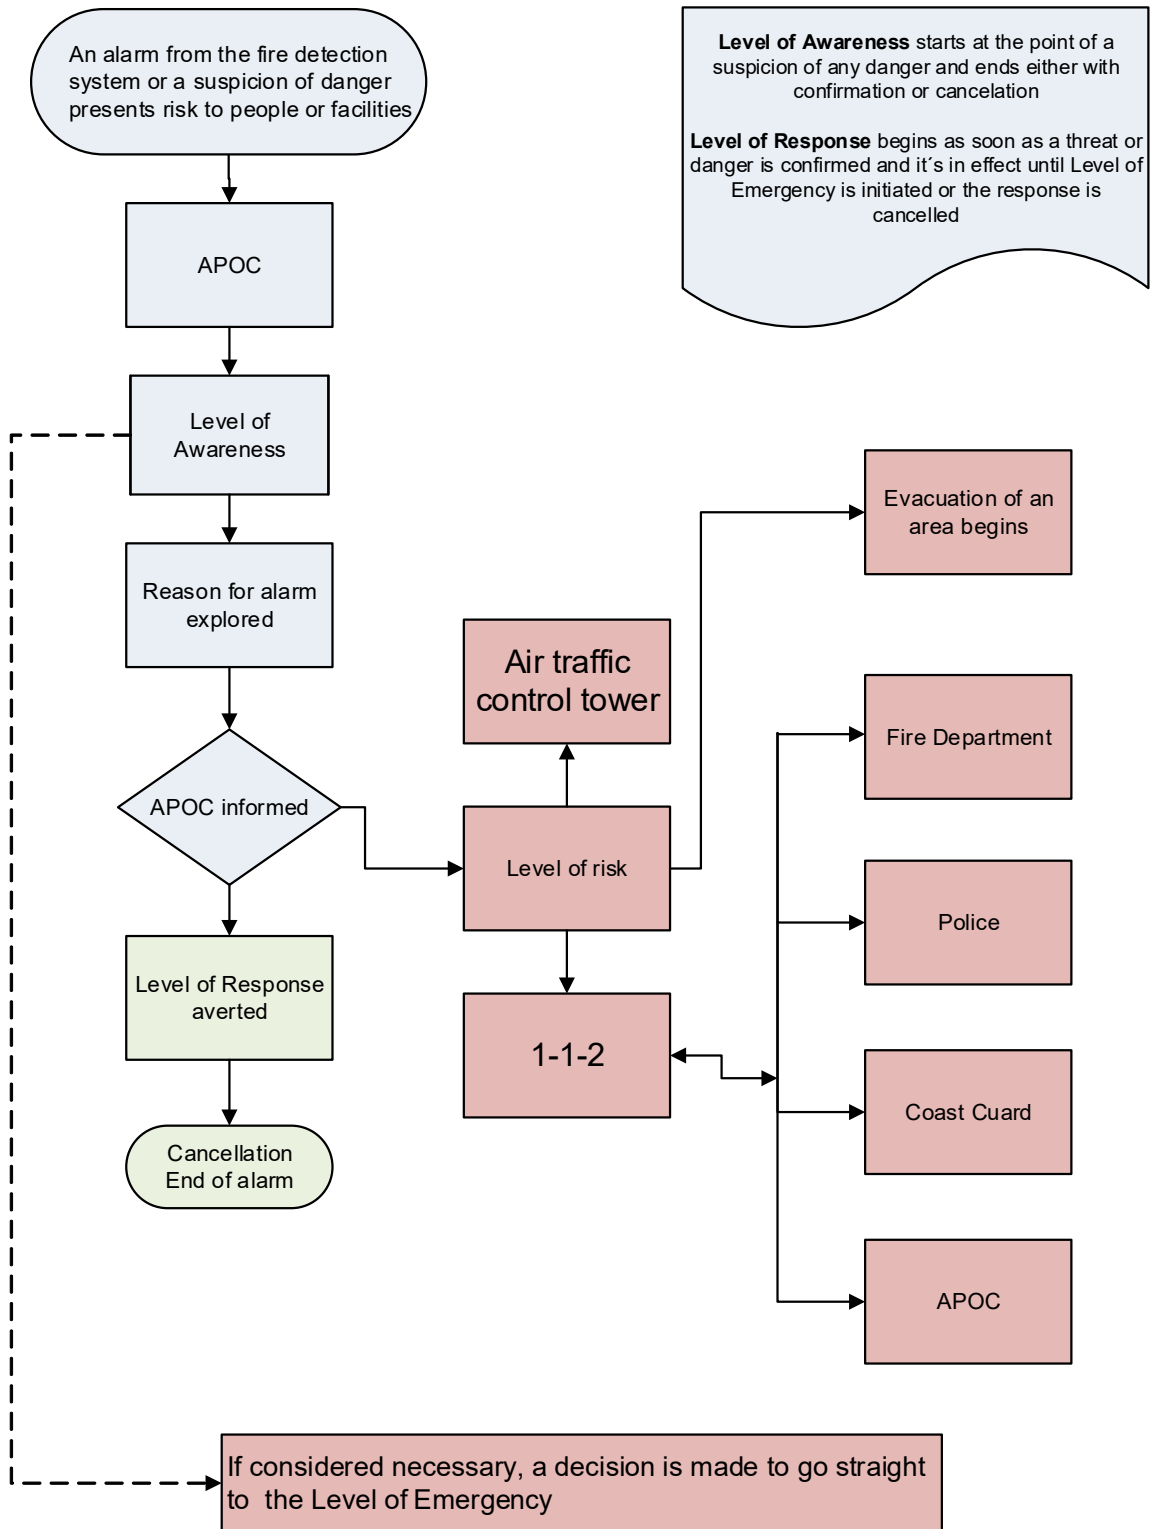 An alarm from the fire detection
system or a suspicion of danger
presents risk to people or facilities
Level of Awareness starts at the point of a
suspicion of any danger and ends either with
confirmation or cancelation
Level of Response begins as soon as a threat or
danger is confirmed and it´s in effect until Level of
Emergency is initiated or the response is
cancelled
APOC
Level of
Awareness
Reason for alarm
explored
APOC informed
Level of Response
averted
Cancellation
End of alarm
Air traffic
control tower
Level of risk
1-1-2
Evacuation of an
area begins
Fire Department
Police
Coast Cuard
APOC
If considered necessary, a decision is made to go straight
to the Level of Emergency